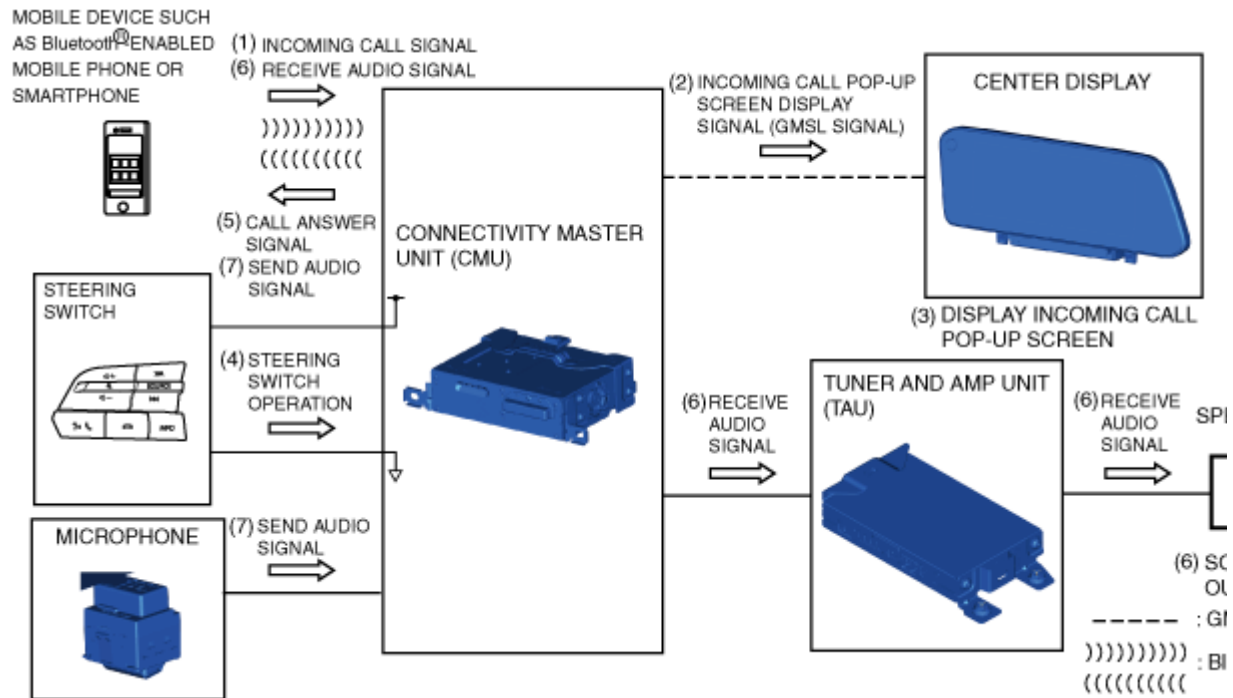 MOBILE DEVICE SUCH
AS Bluetooth®-ENABLED
MOBILE PHONE OR
SMARTPHONE
(1) INCOMING CALL SIGNAL
(6) RECEIVE AUDIO SIGNAL
(5) CALL ANSWER
SIGNAL
(7) SEND AUDIO
SIGNAL
(2) INCOMING CALL POP-UP
SCREEN DISPLAY
SIGNAL (GMSL SIGNAL)
CENTER DISPLAY
(3) DISPLAY INCOMING CALL
POP-UP SCREEN
CONNECTIVITY MASTER
UNIT (CMU)
STEERING
SWITCH
(4) STEERING
SWITCH
OPERATION
MICROPHONE
(7) SEND AUDIO
SIGNAL
(6) RECEIVE
AUDIO
SIGNAL
TUNER AND AMP UNIT
(TAU)
(6) RECEIVE
AUDIO
SIGNAL
(6)